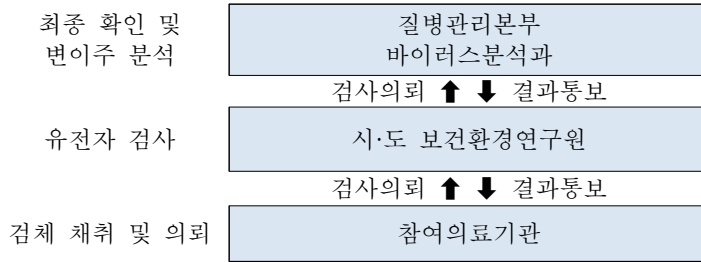 최종 확인 및
변이주 분석
질병관리본부
바이러스분석과
검사의뢰 ⬆ ⬇ 결과통보
유전자 검사
시·도 보건환경연구원
검사의뢰 ⬆ ⬇ 결과통보
검체 채취 및 의뢰
참여의료기관